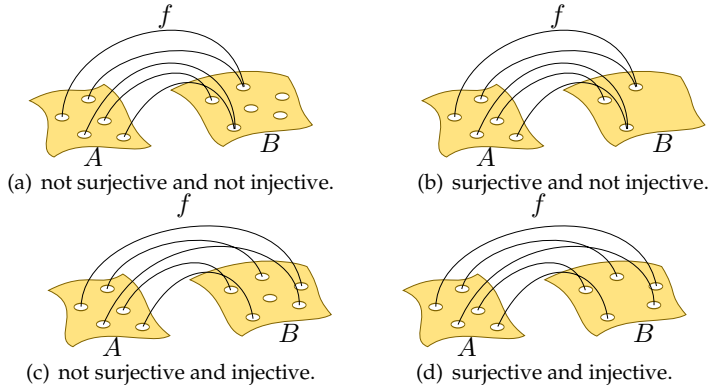 f
f
A
B
A
B
(a) not surjective and not injective.
(b) surjective and not injective.
f
f
A
B
A
B
(c) not surjective and injective.
(d) surjective and injective.